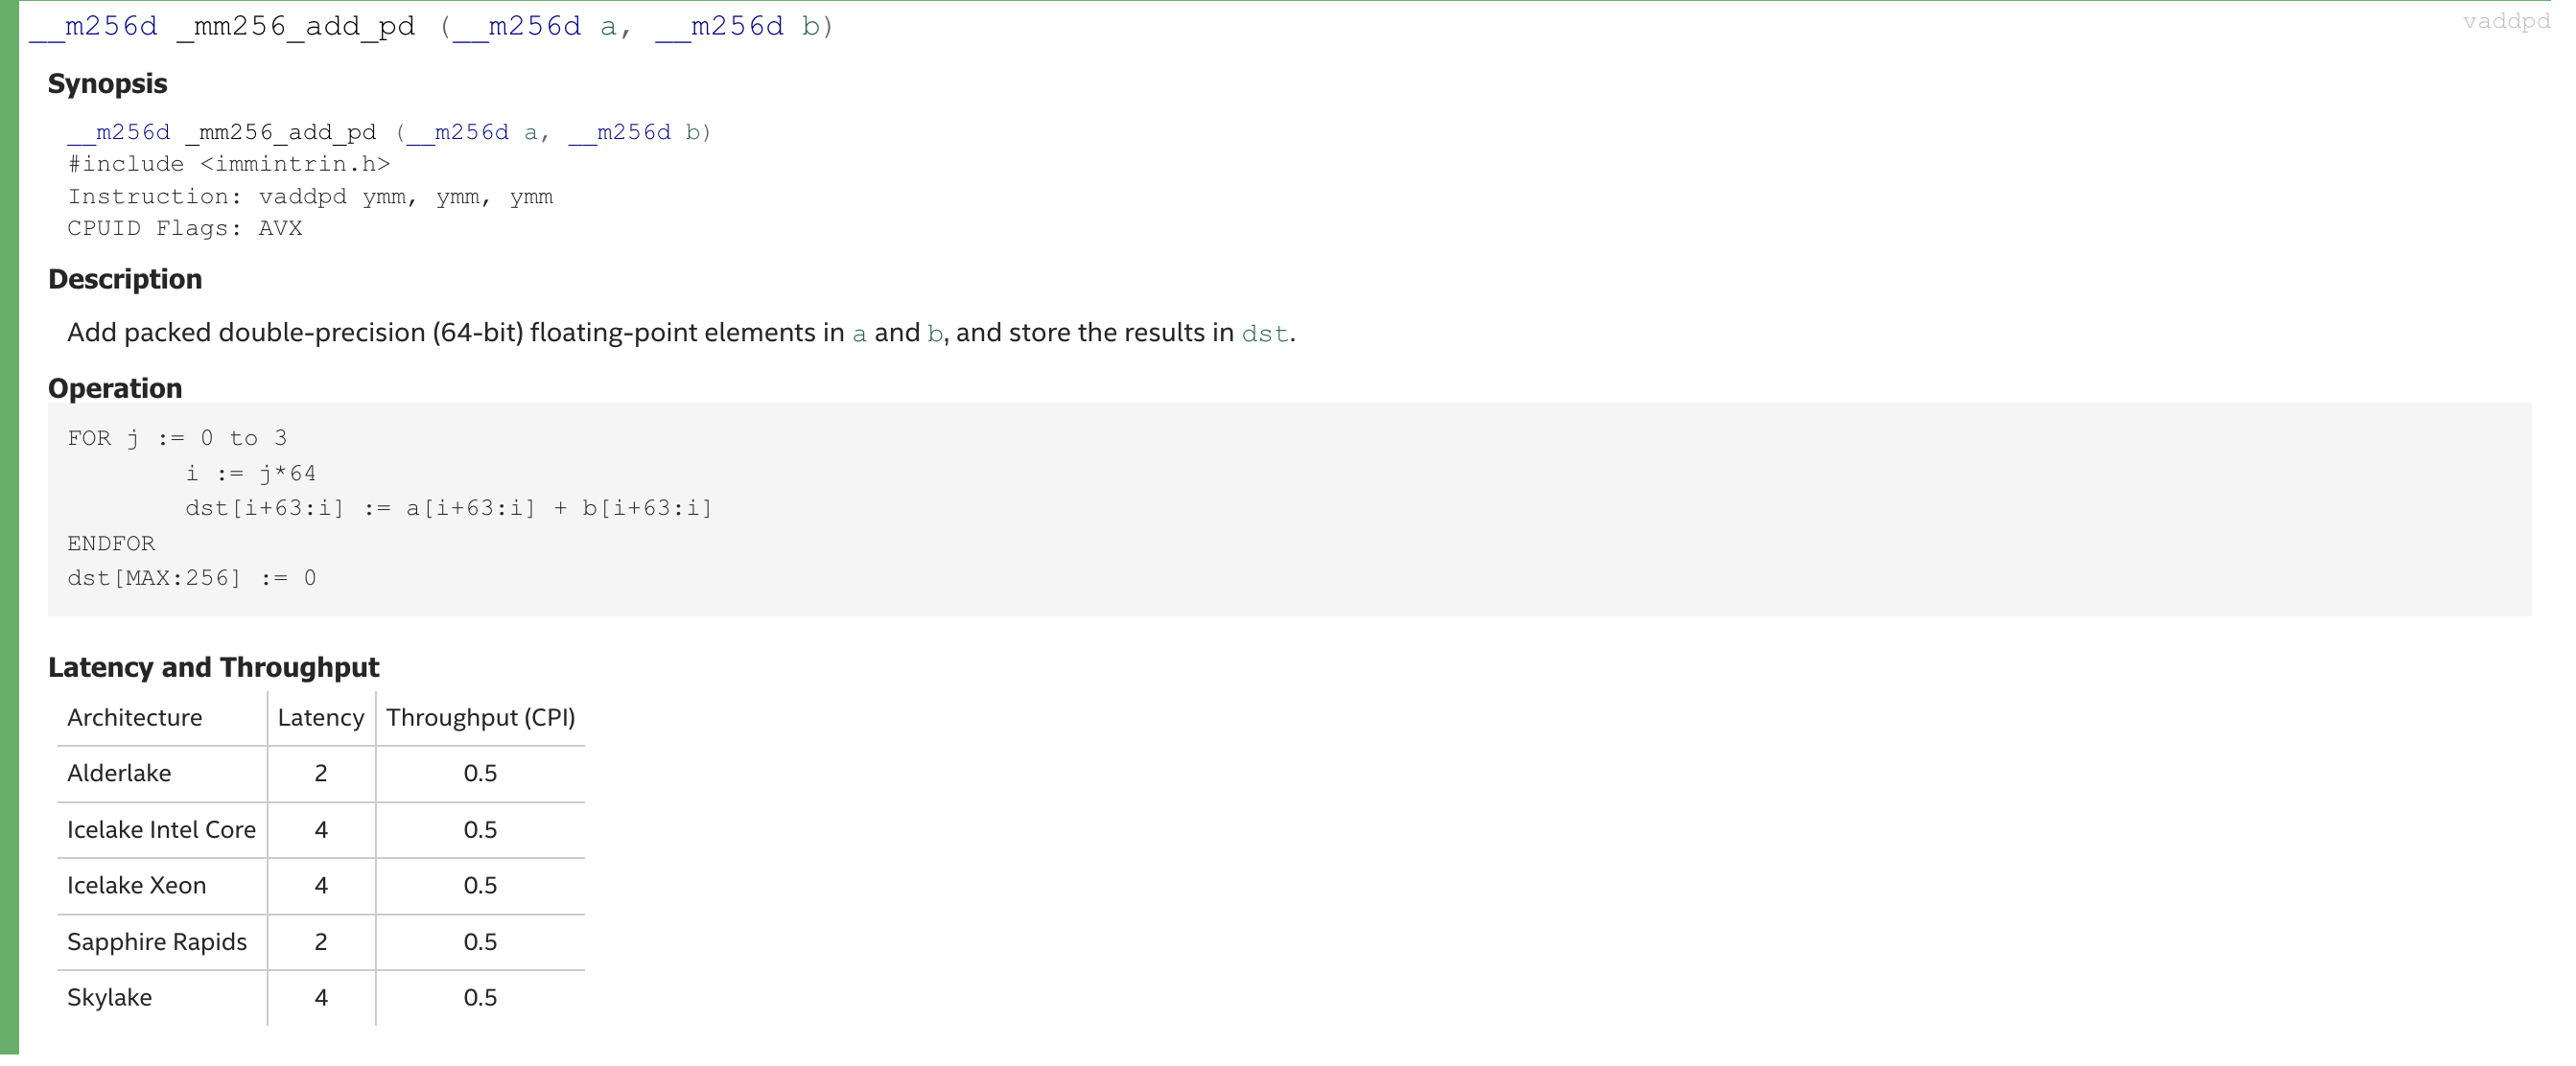 __m256d _mm256_add_pd (__m256d a, __m256d b)
vaddpd
Synopsis
__m256d _mm256_add_pd (__m256d a, __m256d b)
#include <immintrin.h>
Instruction: vaddpd ymm, ymm, ymm
CPUID Flags: AVX
Description
Add packed double-precision (64-bit) floating-point elements in a and b, and store the results in dst.
Operation
FOR j := 0 to 3
	i := j*64
	dst[i+63:i] := a[i+63:i] + b[i+63:i]
ENDFOR
dst[MAX:256] := 0
Latency and Throughput
Architecture Latency Throughput (CPI)
Alderlake 2 0.5
Icelake Intel Core 4 0.5
Icelake Xeon 4 0.5
Sapphire Rapids 2 0.5
Skylake 4 0.5